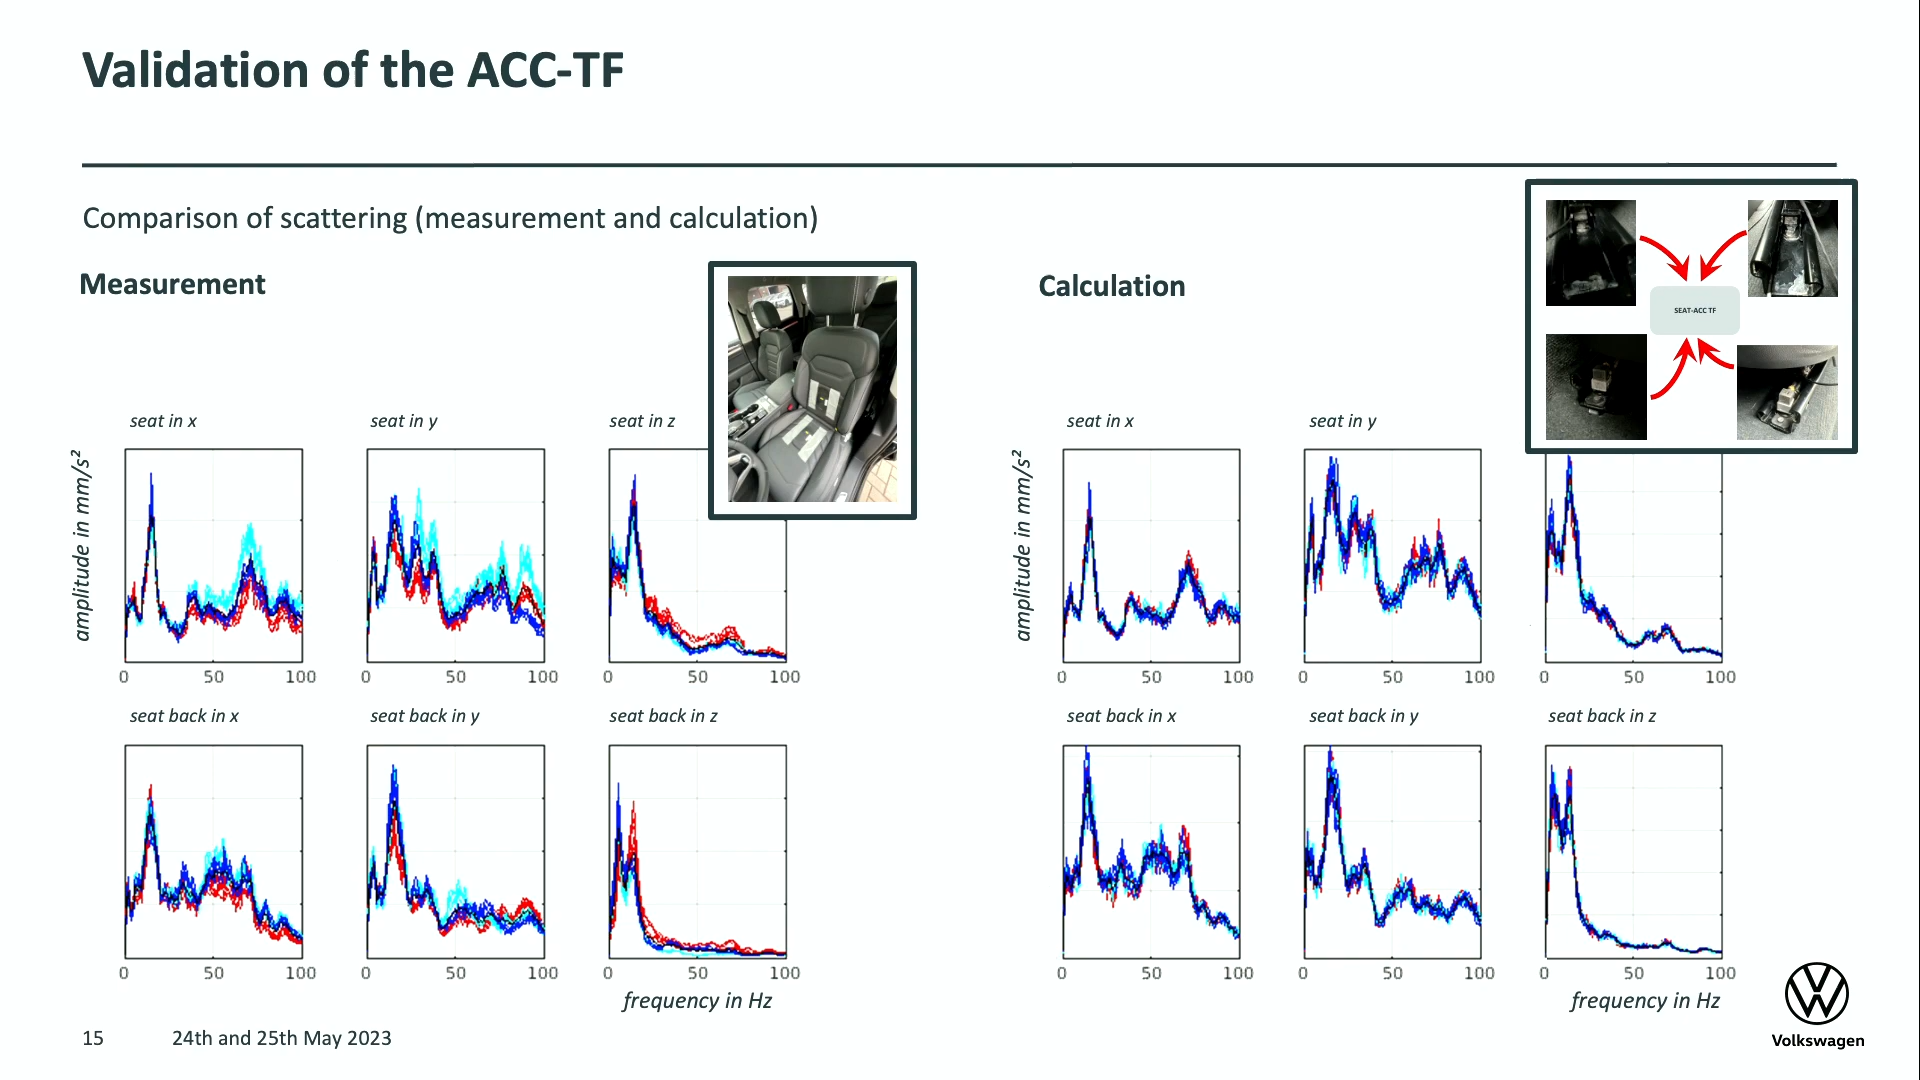 Validation of the ACC-TF
Comparison of scattering (measurement and calculation)
Measurement
Calculation
SEAT-ACC TF
seat in x
seat in y
seat in z
seat in x
seat in y
amplitude in mm/s²
amplitude in mm/s²
0 50 100
0 50 100
0 50 100
0 50 100
0 50 100
0 50 100
seat back in x
seat back in y
seat back in z
seat back in x
seat back in y
seat back in z
0 50 100
0 50 100
0 50 100
0 50 100
0 50 100
0 50 100
frequency in Hz
frequency in Hz
15
24th and 25th May 2023
Volkswagen